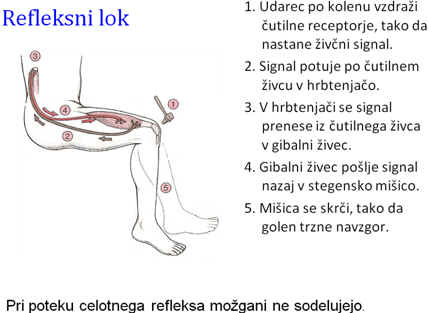 Refleksni lok
1. Udarec po kolenu vzdraži
čutilne receptorje, tako da
nastane živčni signal.
2. Signal potuje po čutilnem
živcu v hrbtenjačo.
3. V hrbtenjači se signal
prenese iz čutilnega živca
v gibalni živec.
4. Gibalni živec pošlje signal
nazaj v stegensko mišico.
5. Mišica se skrči, tako da
golen trzne navzgor.
3
4
1
2
5
Pri poteku celotnega refleksa možgani ne sodelujejo.